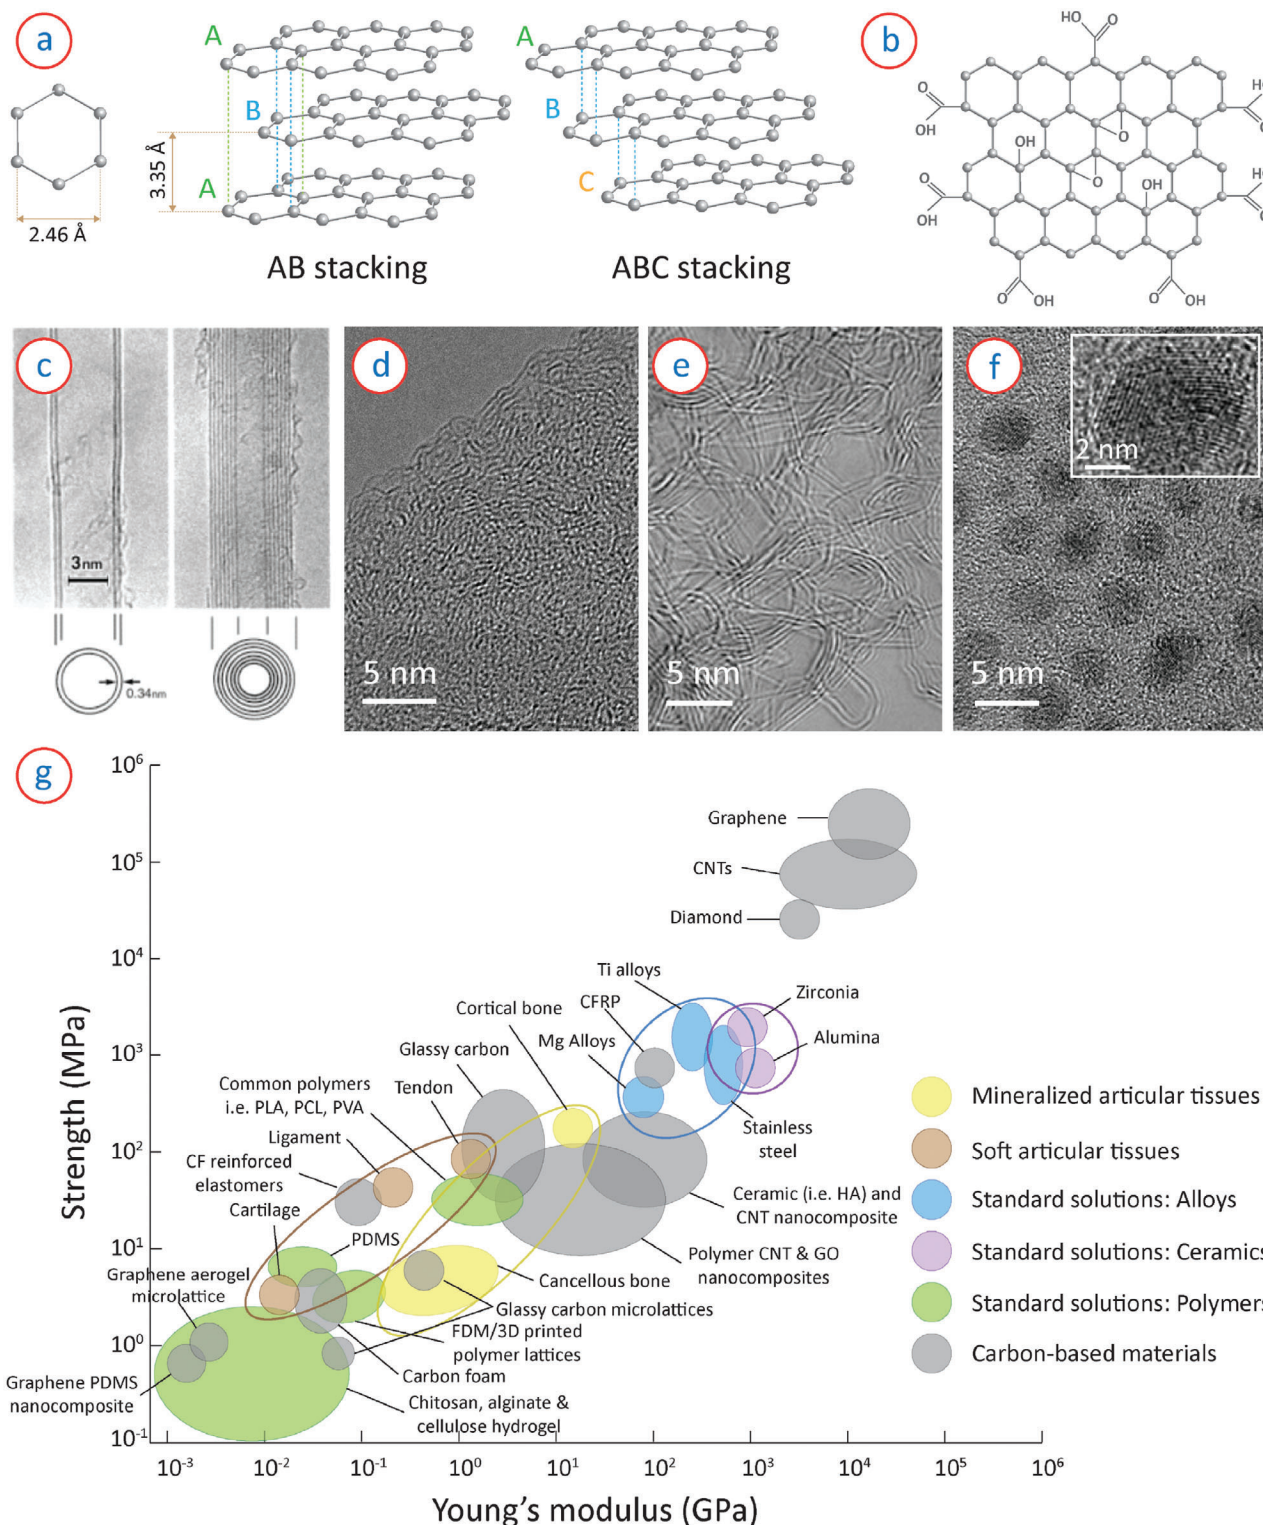 a
A
B
A
3.35 Å
2.46 Å
AB stacking
A
B
C
ABC stacking
b
HO
O
O
OH
HO
O
OH
O
O
OH
O
OH
HO
O
O
OH
O
OH
c
3nm
0.34nm
d
5 nm
e
5 nm
f
2 nm
5 nm
g
Strength (MPa)
10⁶
10⁵
10⁴
10³
10²
10¹
10⁰
10⁻¹
Graphene
CNTs
Diamond
Ti alloys
CFRP
Mg Alloys
Zirconia
Alumina
Stainless
steel
Cortical bone
Glassy carbon
Tendon
Common polymers
i.e. PLA, PCL, PVA
Ligament
CF reinforced
elastomers
Cartilage
PDMS
Graphene aerogel
microlattice
Graphene PDMS
nanocomposite
Ceramic (i.e. HA) and
CNT nanocomposite
Polymer CNT & GO
nanocomposites
Cancellous bone
Glassy carbon microlattices
FDM/3D printed
polymer lattices
Carbon foam
Chitosan, alginate &
cellulose hydrogel
Mineralized articular tissues
Soft articular tissues
Standard solutions: Alloys
Standard solutions: Ceramics
Standard solutions: Polymers
Carbon-based materials
10⁻³
10⁻²
10⁻¹
10⁰
10¹
10²
10³
10⁴
10⁵
10⁶
Young's modulus (GPa)